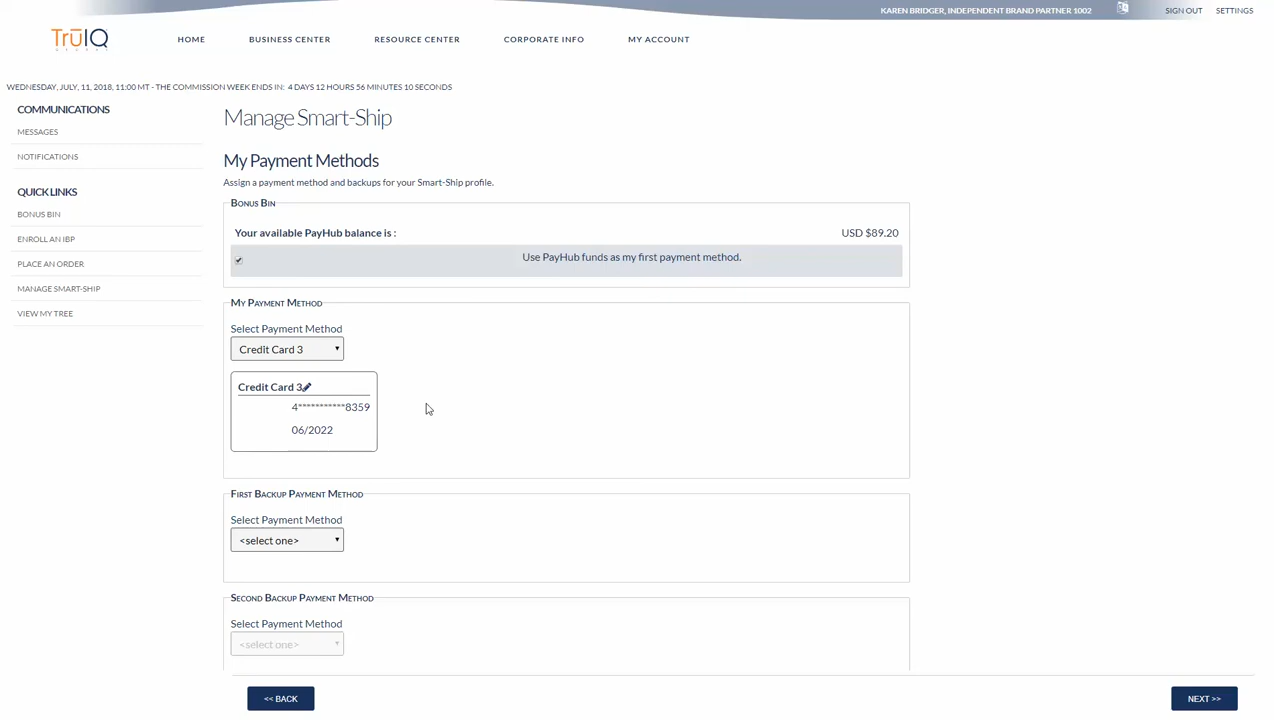 KAREN BRIDGER, INDEPENDENT BRAND PARTNER 1002
SIGN OUT
SETTINGS
TrūIQ
HOME
BUSINESS CENTER
RESOURCE CENTER
CORPORATE INFO
MY ACCOUNT
WEDNESDAY, JULY, 11, 2018, 11:00 MT - THE COMMISSION WEEK ENDS IN: 4 DAYS 12 HOURS 56 MINUTES 10 SECONDS
COMMUNICATIONS
MESSAGES
NOTIFICATIONS
QUICK LINKS
BONUS BIN
ENROLL AN IBP
PLACE AN ORDER
MANAGE SMART-SHIP
VIEW MY TREE
Manage Smart-Ship
My Payment Methods
Assign a payment method and backups for your Smart-Ship profile.
Bonus Bin
Your available PayHub balance is :
USD $89.20
Use PayHub funds as my first payment method.
My Payment Method
Select Payment Method
Credit Card 3
Credit Card 3
4***********8359
06/2022
First Backup Payment Method
Select Payment Method
<select one>
Second Backup Payment Method
Select Payment Method
<select one>
<< BACK
NEXT >>